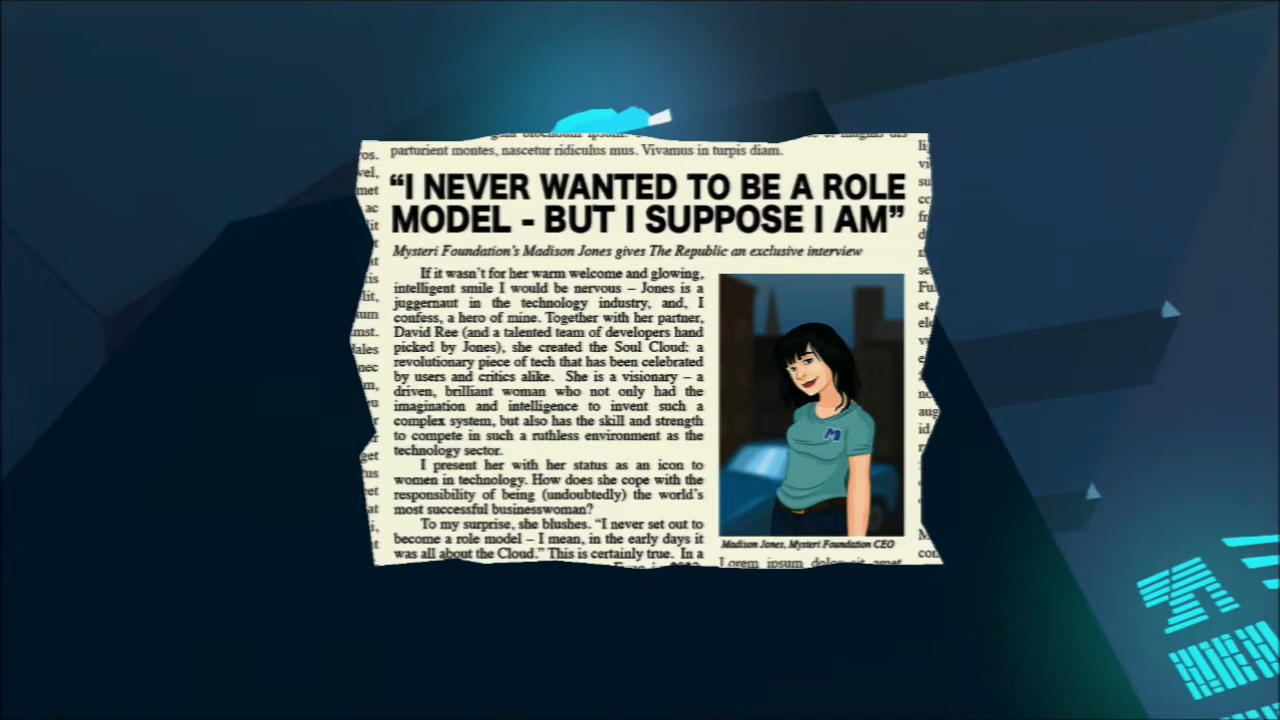 parturient montes, nascetur ridiculus mus. Vivamus in turpis diam.
“I NEVER WANTED TO BE A ROLE
MODEL - BUT I SUPPOSE I AM”
Mysteri Foundation’s Madison Jones gives The Republic an exclusive interview
If it wasn’t for her warm welcome and glowing,
intelligent smile I would be nervous – Jones is a
juggernaut in the technology industry, and, I
confess, a hero of mine. Together with her partner,
David Ree (and a talented team of developers hand
picked by Jones), she created the Soul Cloud: a
revolutionary piece of tech that has been celebrated
by users and critics alike. She is a visionary – a
driven, brilliant woman who not only had the
imagination and intelligence to invent such a
complex system, but also has the skill and strength
to compete in such a ruthless environment as the
technology sector.
I present her with her status as an icon to
women in technology. How does she cope with the
responsibility of being (undoubtedly) the world’s
most successful businesswoman?
To my surprise, she blushes. “I never set out to
become a role model – I mean, in the early days it
was all about the Cloud.” This is certainly true. In a
M
Madison Jones, Mysteri Foundation CEO
Lorem ipsum dolor sit amet